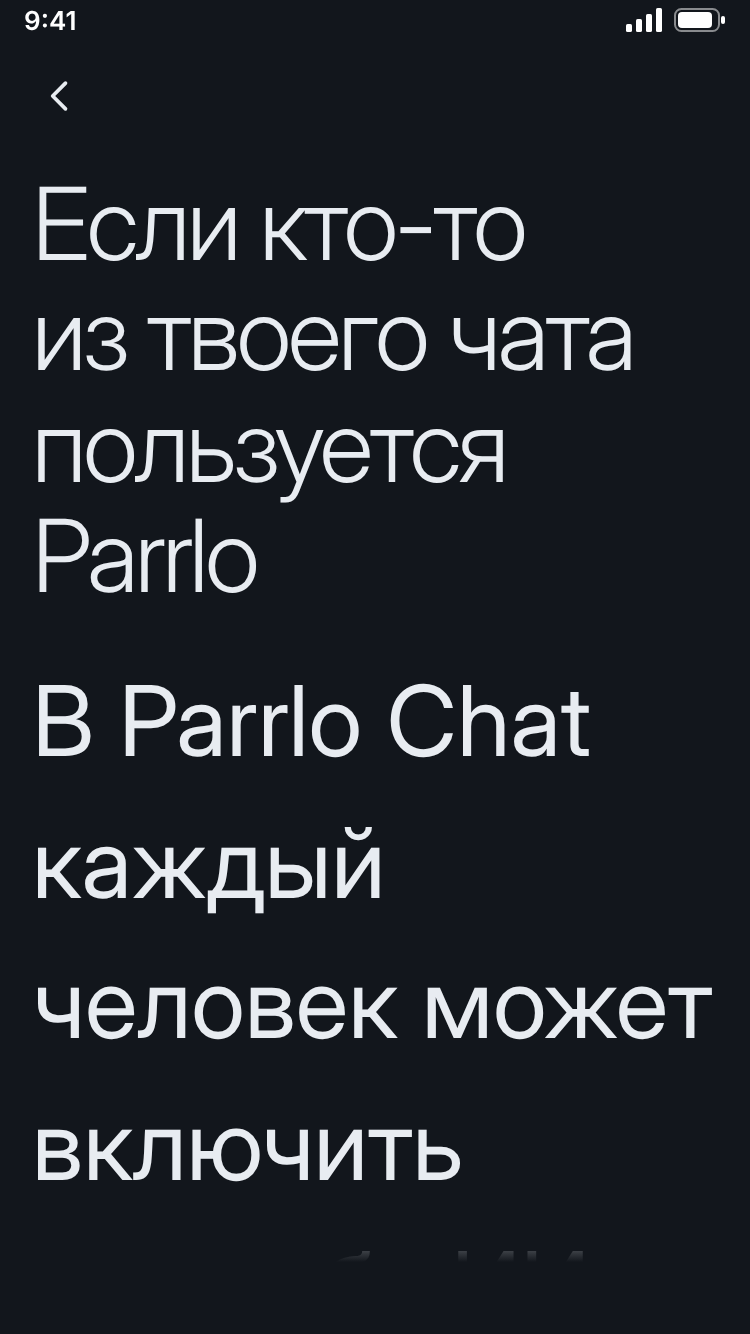 9:41
Если кто-то
из твоего чата
пользуется
Parrlo
В Parrlo Chat
каждый
человек может
включить